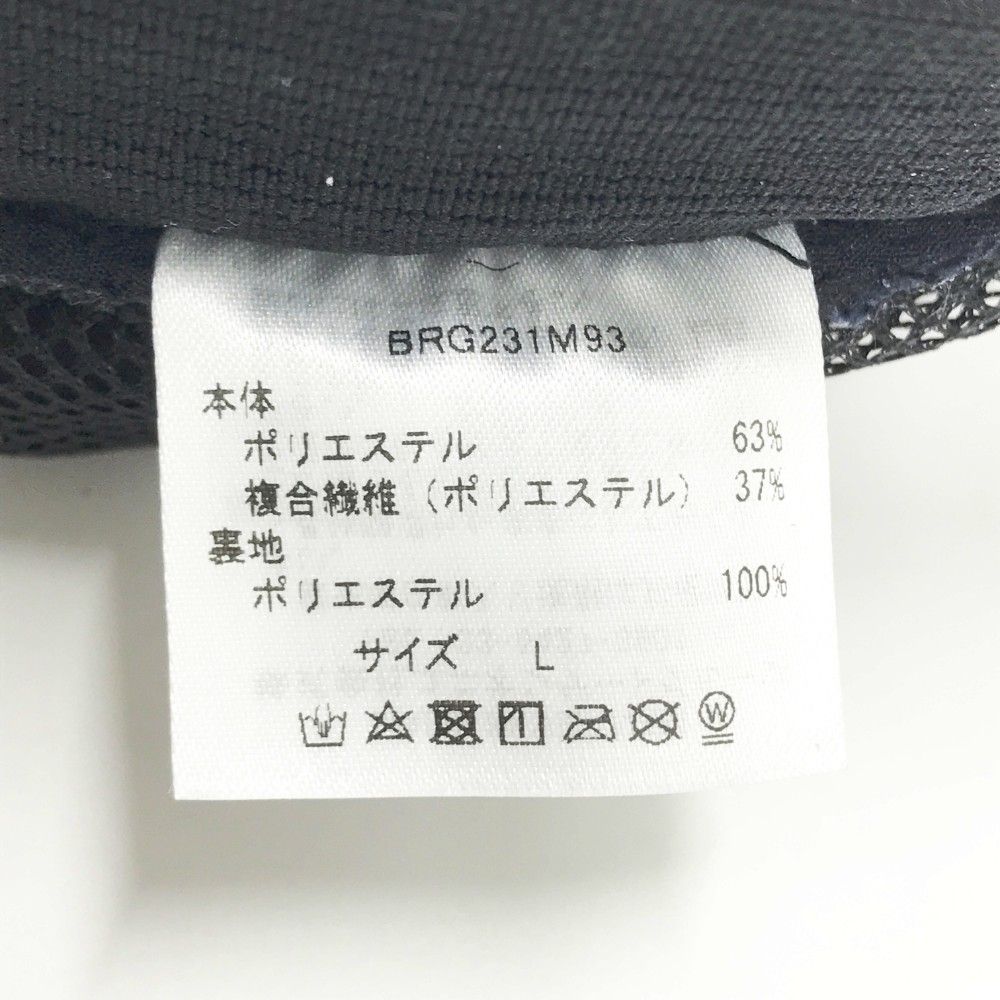 BRG231M93
本体
ポリエステル 63%
複合繊維(ポリエステル) 37%
裏地
ポリエステル 100%
サイズ L
W